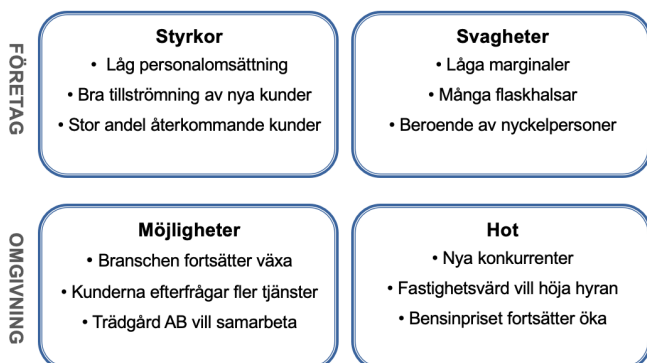 FÖRETAG
Styrkor
• Låg personalomsättning
• Bra tillströmning av nya kunder
• Stor andel återkommande kunder
Svagheter
• Låga marginaler
• Många flaskhalsar
• Beroende av nyckelpersoner
OMGIVNING
Möjligheter
• Branschen fortsätter växa
• Kunderna efterfrågar fler tjänster
• Trädgård AB vill samarbeta
Hot
• Nya konkurrenter
• Fastighetsvärd vill höja hyran
• Bensinpriset fortsätter öka